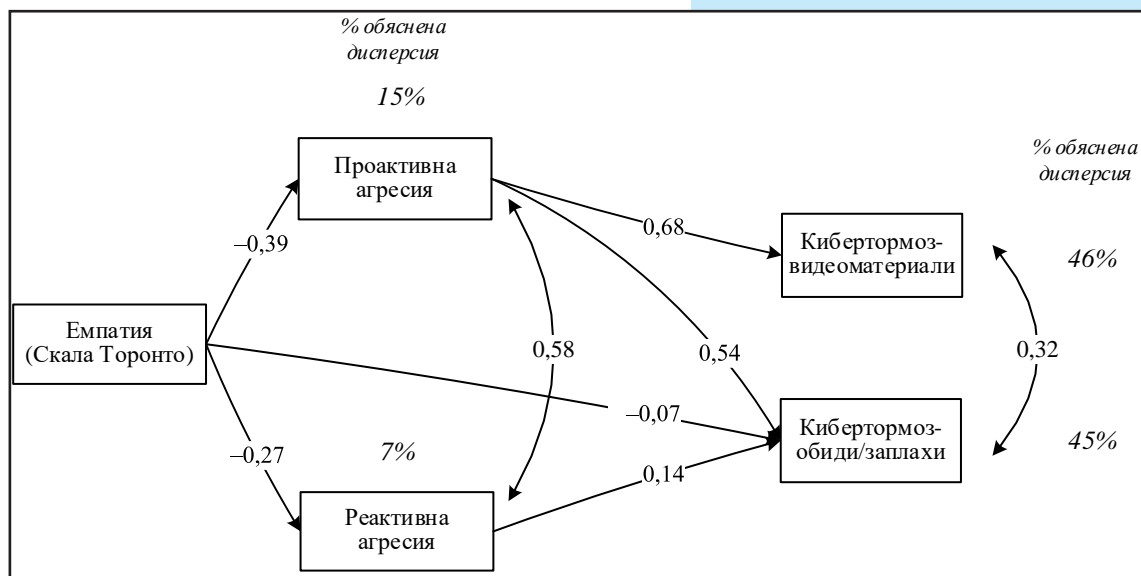 % обяснена
дисперсия
15%
Проактивна
агресия
% обяснена
дисперсия
–0,39
0,68
Кибертормоз-
видеоматериали
46%
Емпатия
(Скала Торонто)
0,58
0,54
0,32
–0,07
Кибертормоз-
обиди/заплахи
45%
–0,27
7%
0,14
Реактивна
агресия